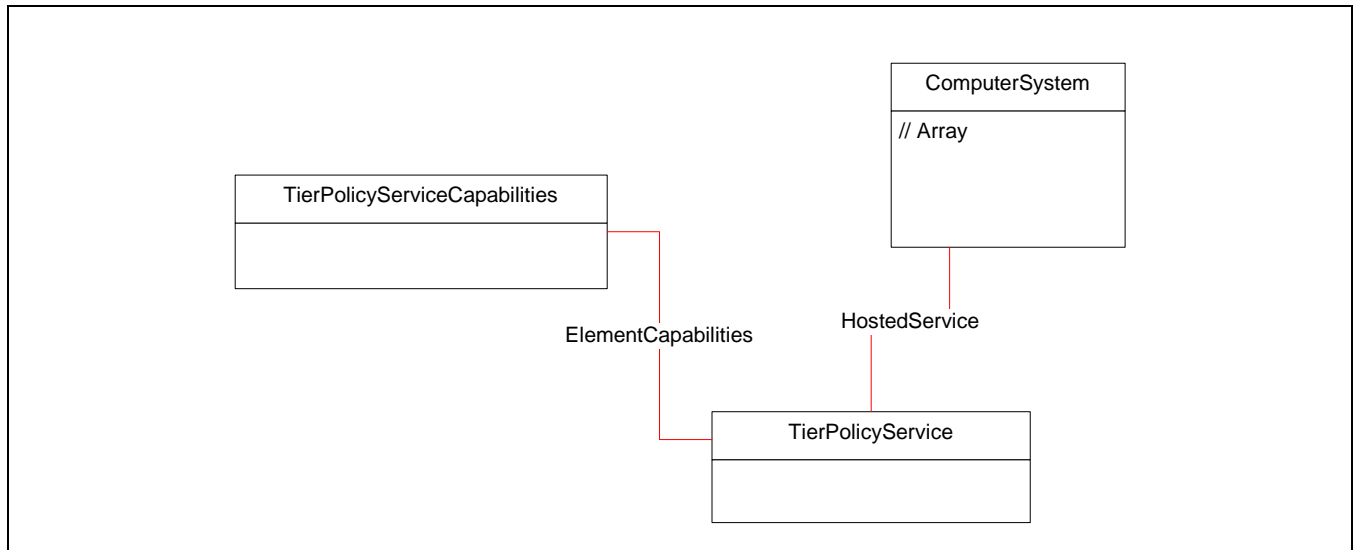 ComputerSystem
// Array
TierPolicyServiceCapabilities
HostedService
ElementCapabilities
TierPolicyService